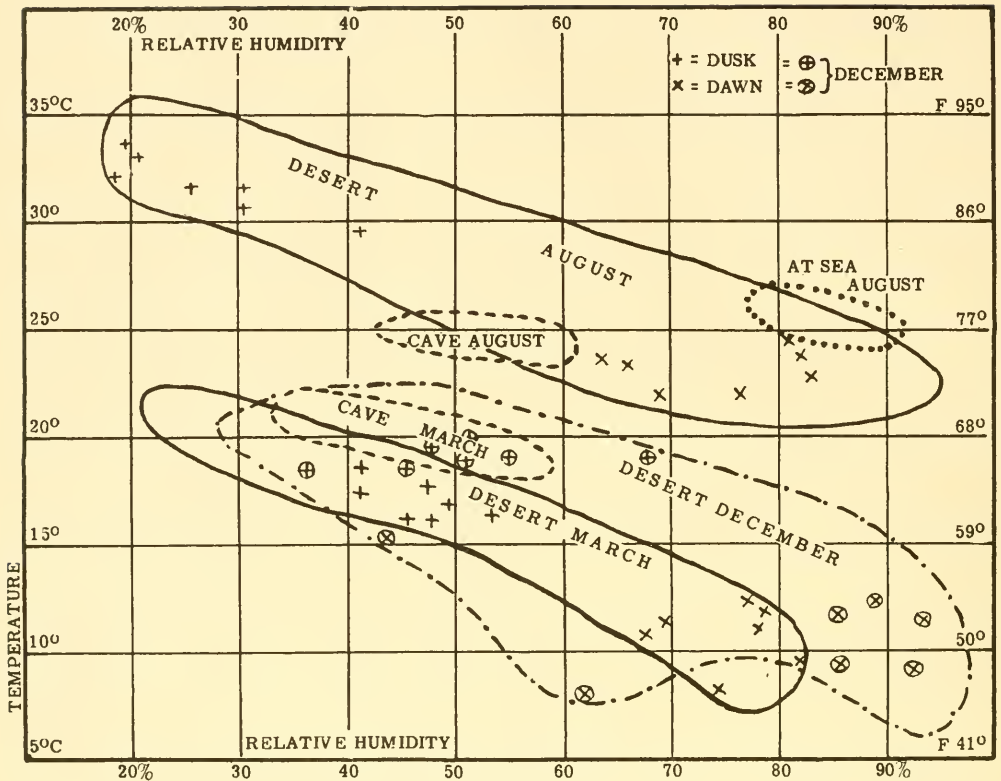 20% 30 40 50 60 70 80 90%
RELATIVE HUMIDITY
+ = DUSK = ⊕
× = DAWN = ⊗ } DECEMBER
35°C F 95°
DESERT
30° 86°
AUGUST
AT SEA
AUGUST
25° 77°
CAVE AUGUST
CAVE MARCH
20° 68°
DESERT DECEMBER
DESERT MARCH
15° 59°
TEMPERATURE
10° 50°
RELATIVE HUMIDITY
5°C F 41°
20% 30 40 50 60 70 80 90%